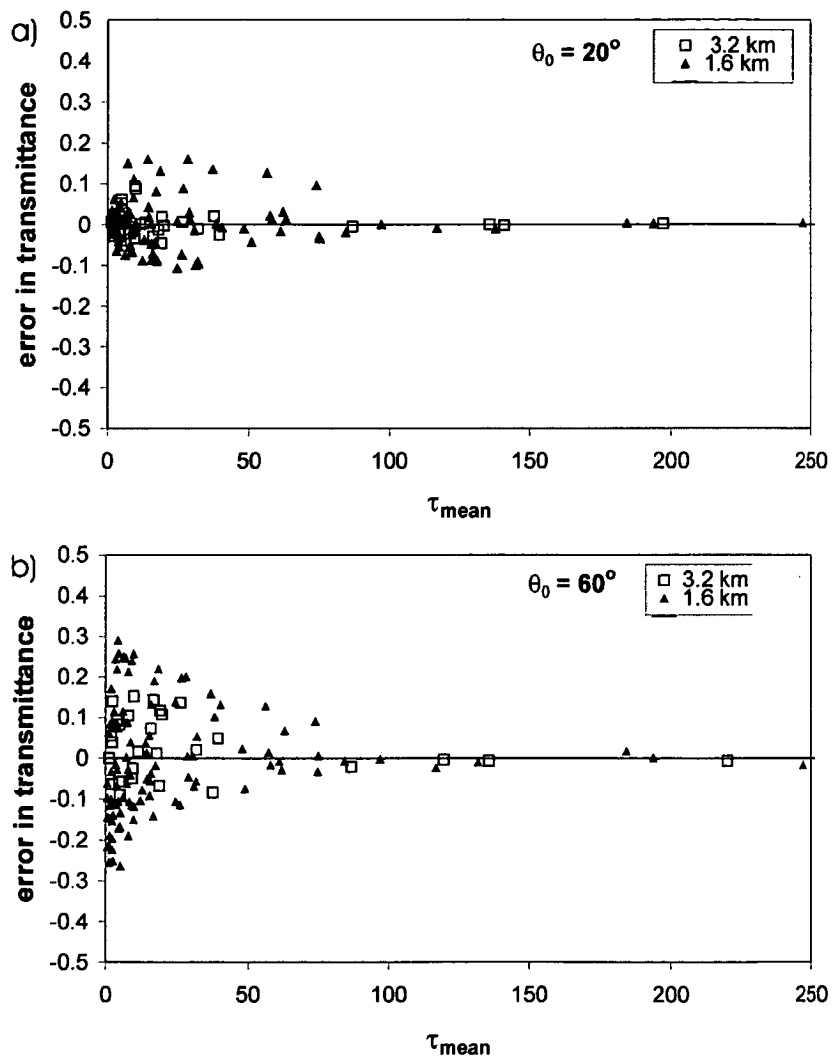 a)
θ₀ = 20°
3.2 km
1.6 km
error in transmittance
0.5
0.4
0.3
0.2
0.1
0
-0.1
-0.2
-0.3
-0.4
-0.5
0 50 100 150 200 250
τmean
b)
θ₀ = 60°
3.2 km
1.6 km
error in transmittance
0.5
0.4
0.3
0.2
0.1
0
-0.1
-0.2
-0.3
-0.4
-0.5
0 50 100 150 200 250
τmean